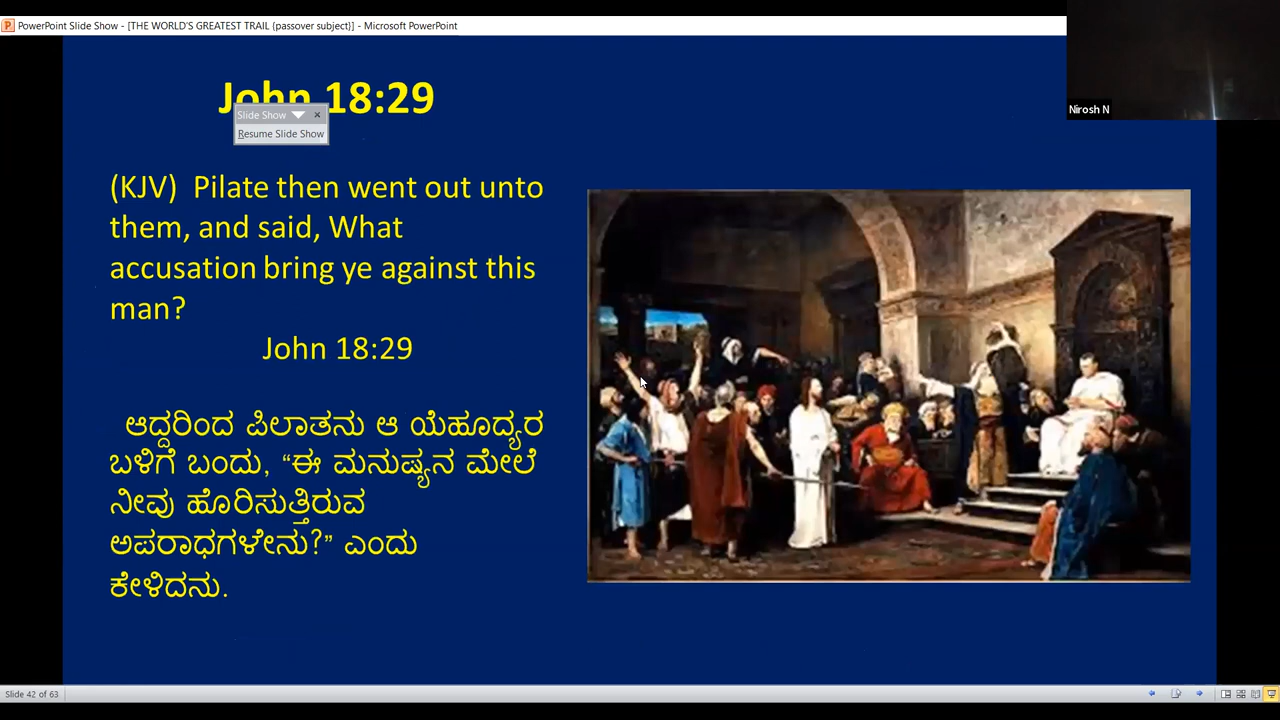 PowerPoint Slide Show - [THE WORLD'S GREATEST TRAIL (passover subject)] - Microsoft PowerPoint
Nirosh N
John 18:29
Slide Show
Resume Slide Show
(KJV) Pilate then went out unto
them, and said, What
accusation bring ye against this
man?
John 18:29
ಆದ್ದರಿಂದ ಪಿಲಾತನು ಆ ಯೆಹೂದ್ಯರ
ಬಳಿಗೆ ಬಂದು, “ಈ ಮನುಷ್ಯನ ಮೇಲೆ
ನೀವು ಹೊರಿಸುತ್ತಿರುವ
ಅಪರಾಧಗಳೇನು?” ಎಂದು
ಕೇಳಿದನು.
Slide 42 of 63